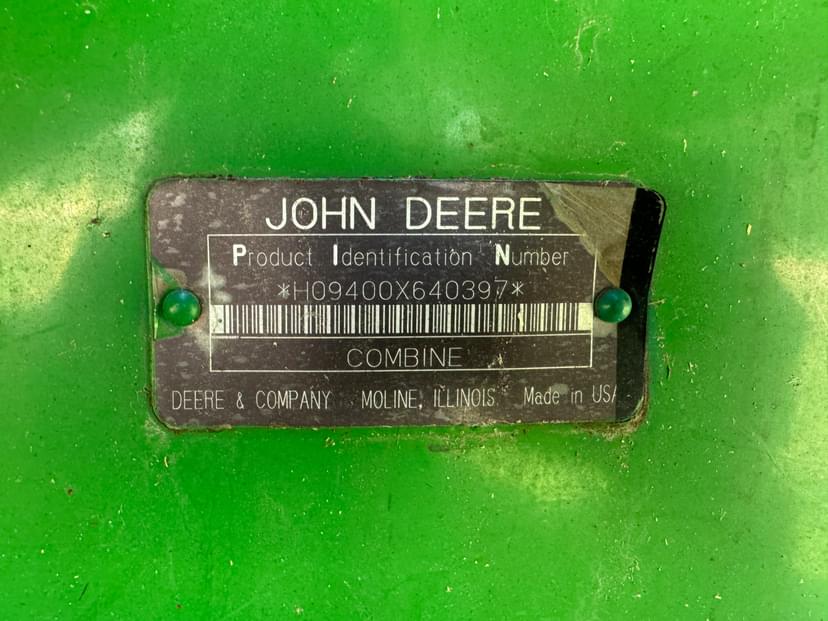 JOHN DEERE
Product Identification Number
*H09400X640397*
COMBINE
DEERE & COMPANY MOLINE, ILLINOIS Made in USA